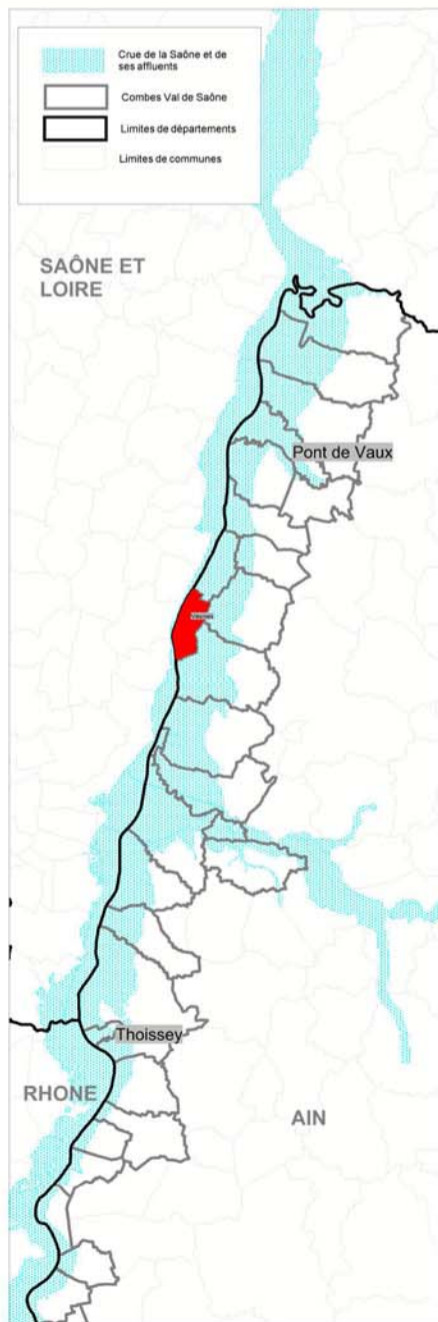 Crue de la Saône et de
ses affluents
Combes Val de Saône
Limites de départements
Limites de communes
SAÔNE ET
LOIRE
Pont de Vaux
Thoissey
RHONE
AIN